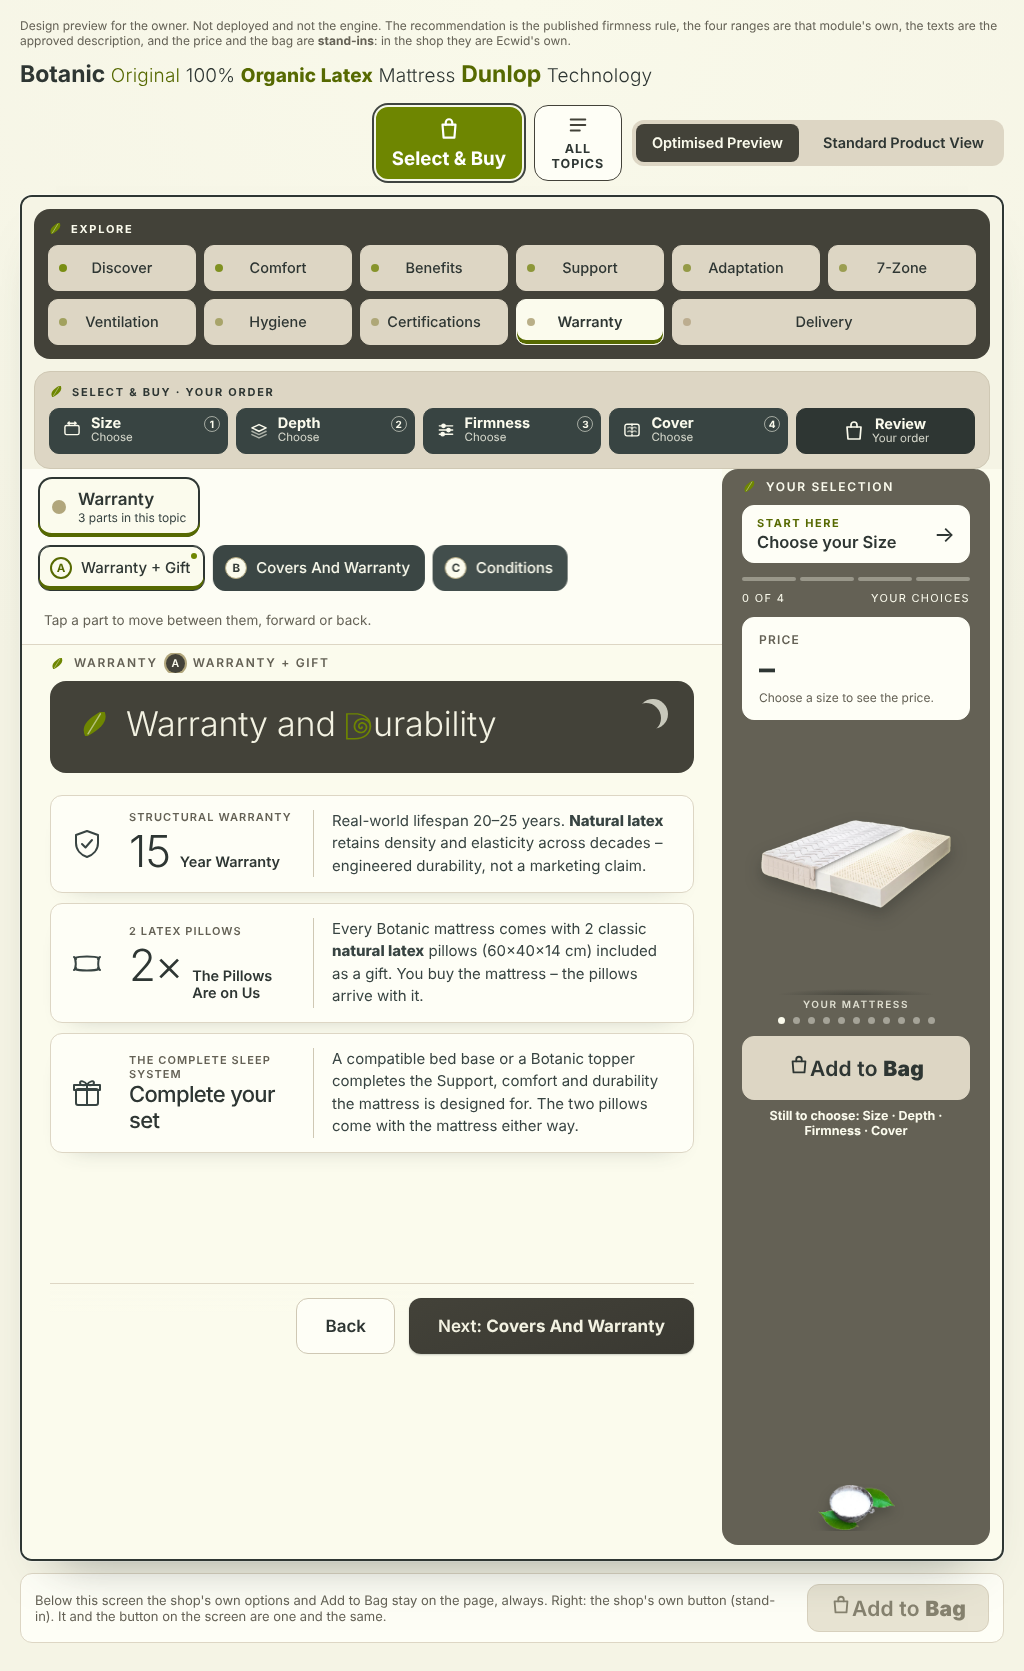 Design preview for the owner. Not deployed and not the engine. The recommendation is the published firmness rule, the four ranges are that module's own, the texts are the
approved description, and the price and the bag are stand-ins: in the shop they are Ecwid's own.
Botanic Original 100% Organic Latex Mattress Dunlop Technology
Select & Buy
ALL
TOPICS
Optimised Preview
Standard Product View
EXPLORE
Discover
Comfort
Benefits
Support
Adaptation
7-Zone
Ventilation
Hygiene
Certifications
Warranty
Delivery
SELECT & BUY · YOUR ORDER
Size
Choose
1
Depth
Choose
2
Firmness
Choose
3
Cover
Choose
4
Review
Your order
Warranty
3 parts in this topic
A Warranty + Gift
B Covers And Warranty
C Conditions
Tap a part to move between them, forward or back.
WARRANTY A WARRANTY + GIFT
Warranty and Durability
STRUCTURAL WARRANTY
15 Year Warranty
Real-world lifespan 20–25 years. Natural latex
retains density and elasticity across decades –
engineered durability, not a marketing claim.
2 LATEX PILLOWS
2× The Pillows
Are on Us
Every Botanic mattress comes with 2 classic
natural latex pillows (60×40×14 cm) included
as a gift. You buy the mattress – the pillows
arrive with it.
THE COMPLETE SLEEP
SYSTEM
Complete your
set
A compatible bed base or a Botanic topper
completes the Support, comfort and durability
the mattress is designed for. The two pillows
come with the mattress either way.
Back
Next: Covers And Warranty
YOUR SELECTION
START HERE
Choose your Size
0 OF 4
YOUR CHOICES
PRICE
–
Choose a size to see the price.
YOUR MATTRESS
Add to Bag
Still to choose: Size · Depth ·
Firmness · Cover
Below this screen the shop's own options and Add to Bag stay on the page, always. Right: the shop's own button (stand-
in). It and the button on the screen are one and the same.
Add to Bag